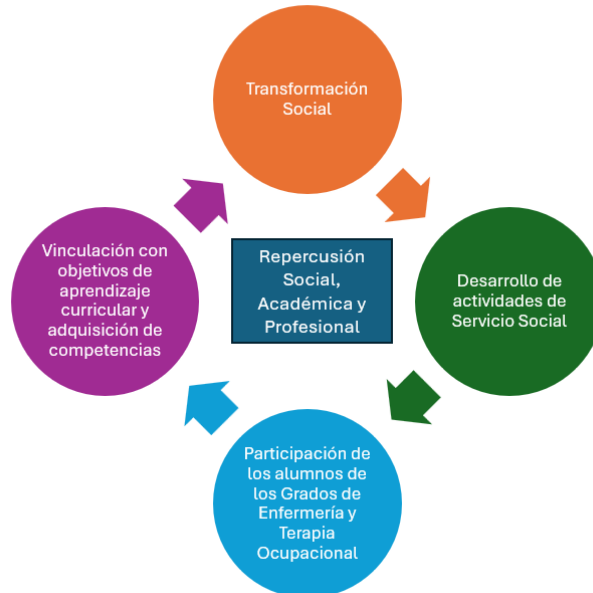 Transformación
Social
Desarrollo de
actividades de
Servicio Social
Participación de
los alumnos de
los Grados de
Enfermería y
Terapia
Ocupacional
Vinculación con
objetivos de
aprendizaje
curricular y
adquisición de
competencias
Repercusión
Social,
Académica y
Profesional